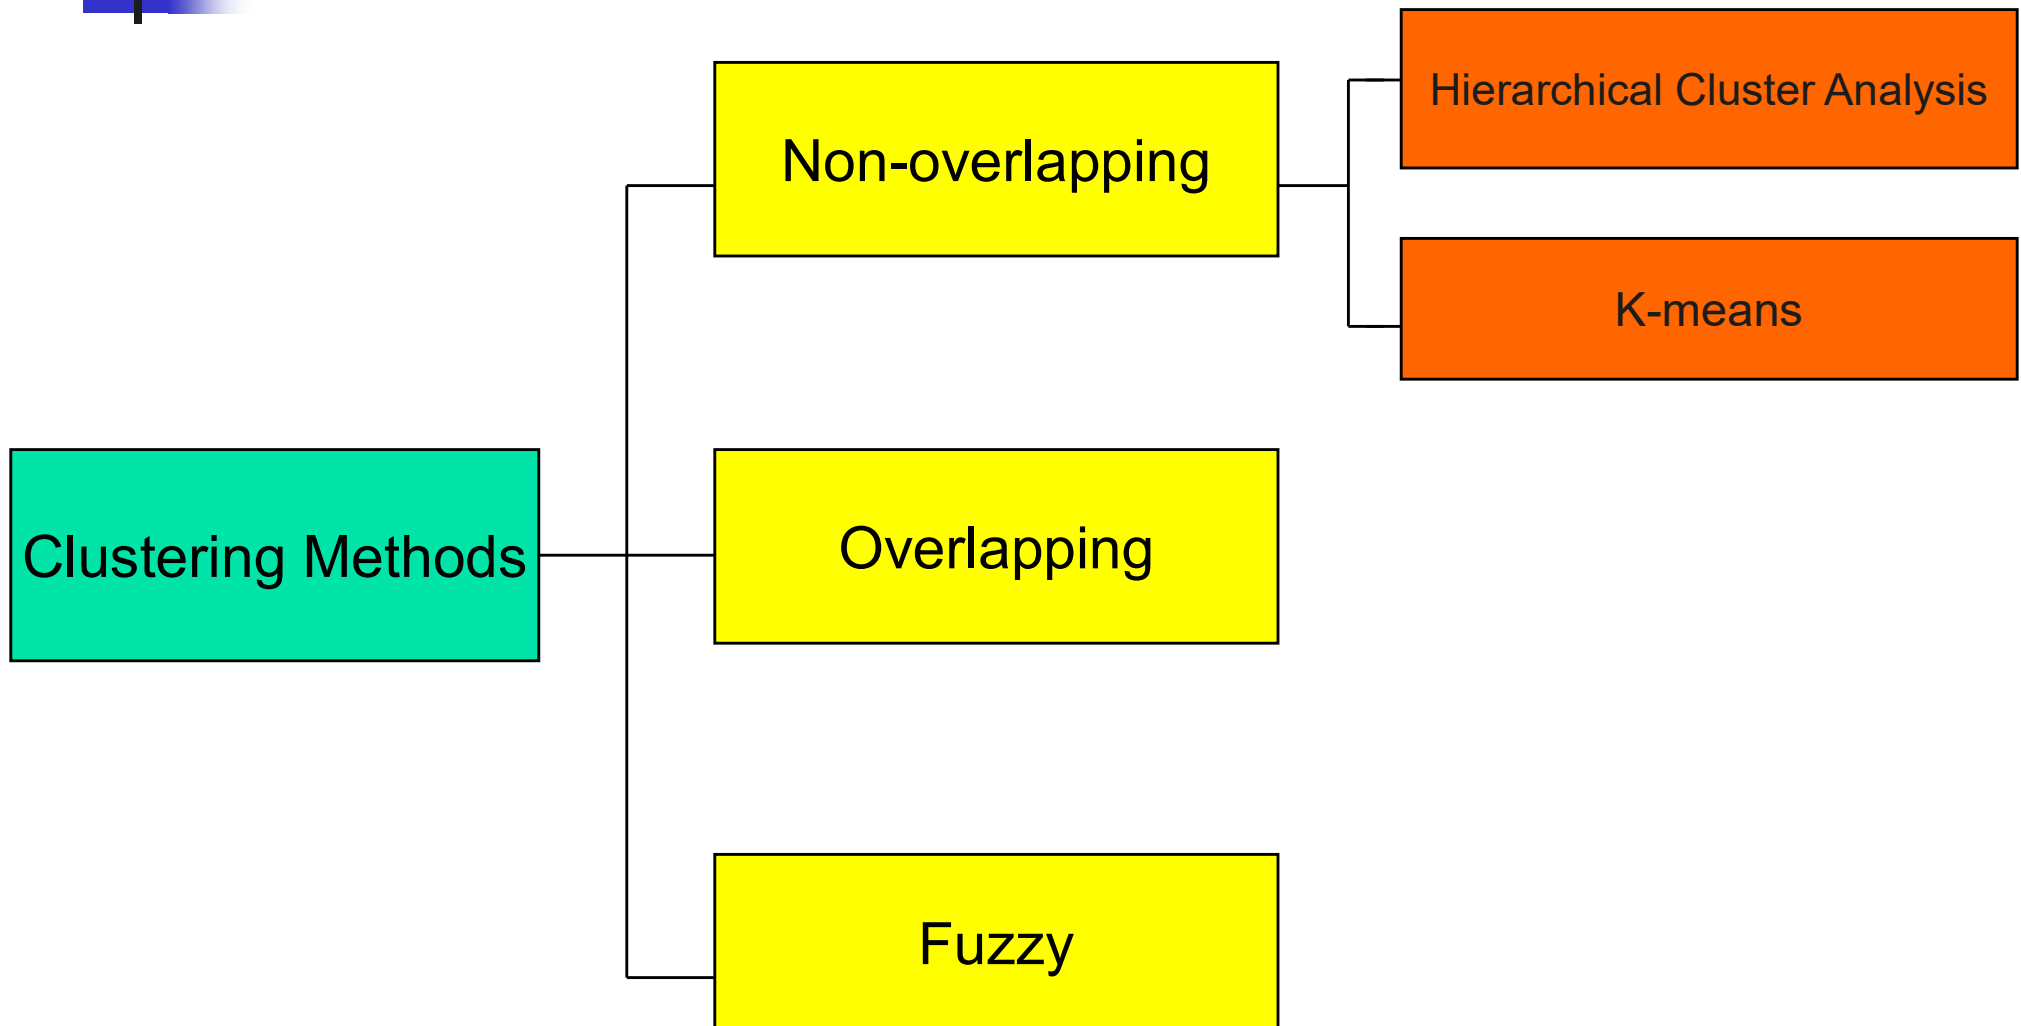 Clustering Methods
Non-overlapping
Hierarchical Cluster Analysis
K-means
Overlapping
Fuzzy